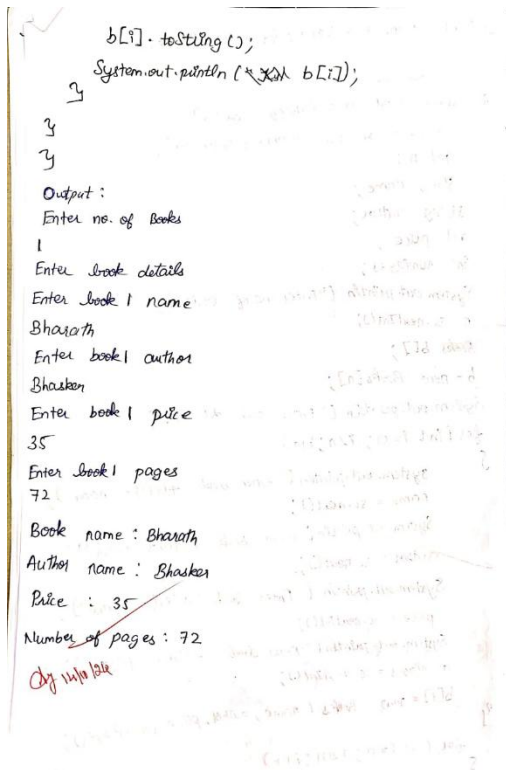 b[i].toString();
System.out.println( b[i]);
}
}
}
Output :
Enter no. of Books
1
Enter book details
Enter book 1 name
Bharath
Enter book 1 author
Bhasker
Enter book 1 price
35
Enter book 1 pages
72
Book name : Bharath
Author name : Bhasker
Price : 35
Number of pages : 72